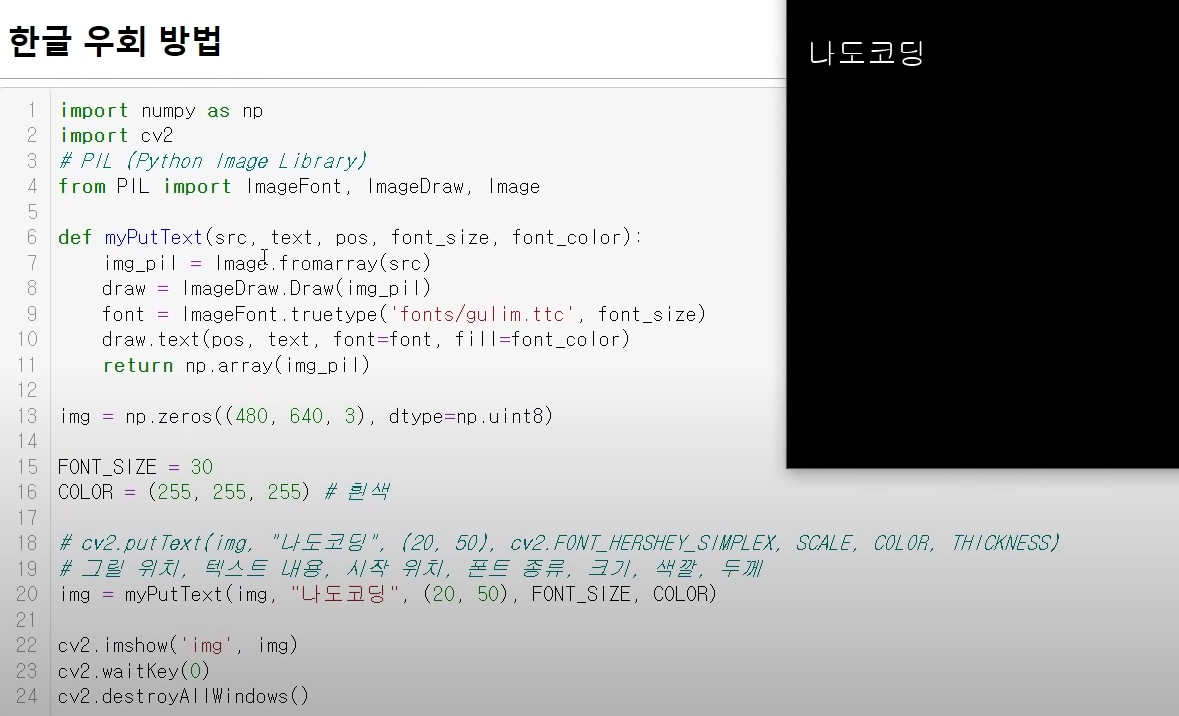 한글 우회 방법
나도코딩
1 import numpy as np
2 import cv2
3 # PIL (Python Image Library)
4 from PIL import ImageFont, ImageDraw, Image
5
6 def myPutText(src, text, pos, font_size, font_color):
7 img_pil = Image.fromarray(src)
8 draw = ImageDraw.Draw(img_pil)
9 font = ImageFont.truetype('fonts/gulim.ttc', font_size)
10 draw.text(pos, text, font=font, fill=font_color)
11 return np.array(img_pil)
12
13 img = np.zeros((480, 640, 3), dtype=np.uint8)
14
15 FONT_SIZE = 30
16 COLOR = (255, 255, 255) # 흰색
17
18 # cv2.putText(img, "나도코딩", (20, 50), cv2.FONT_HERSHEY_SIMPLEX, SCALE, COLOR, THICKNESS)
19 # 그릴 위치, 텍스트 내용, 시작 위치, 폰트 종류, 크기, 색깔, 두께
20 img = myPutText(img, "나도코딩", (20, 50), FONT_SIZE, COLOR)
21
22 cv2.imshow('img', img)
23 cv2.waitKey(0)
24 cv2.destroyAllWindows()